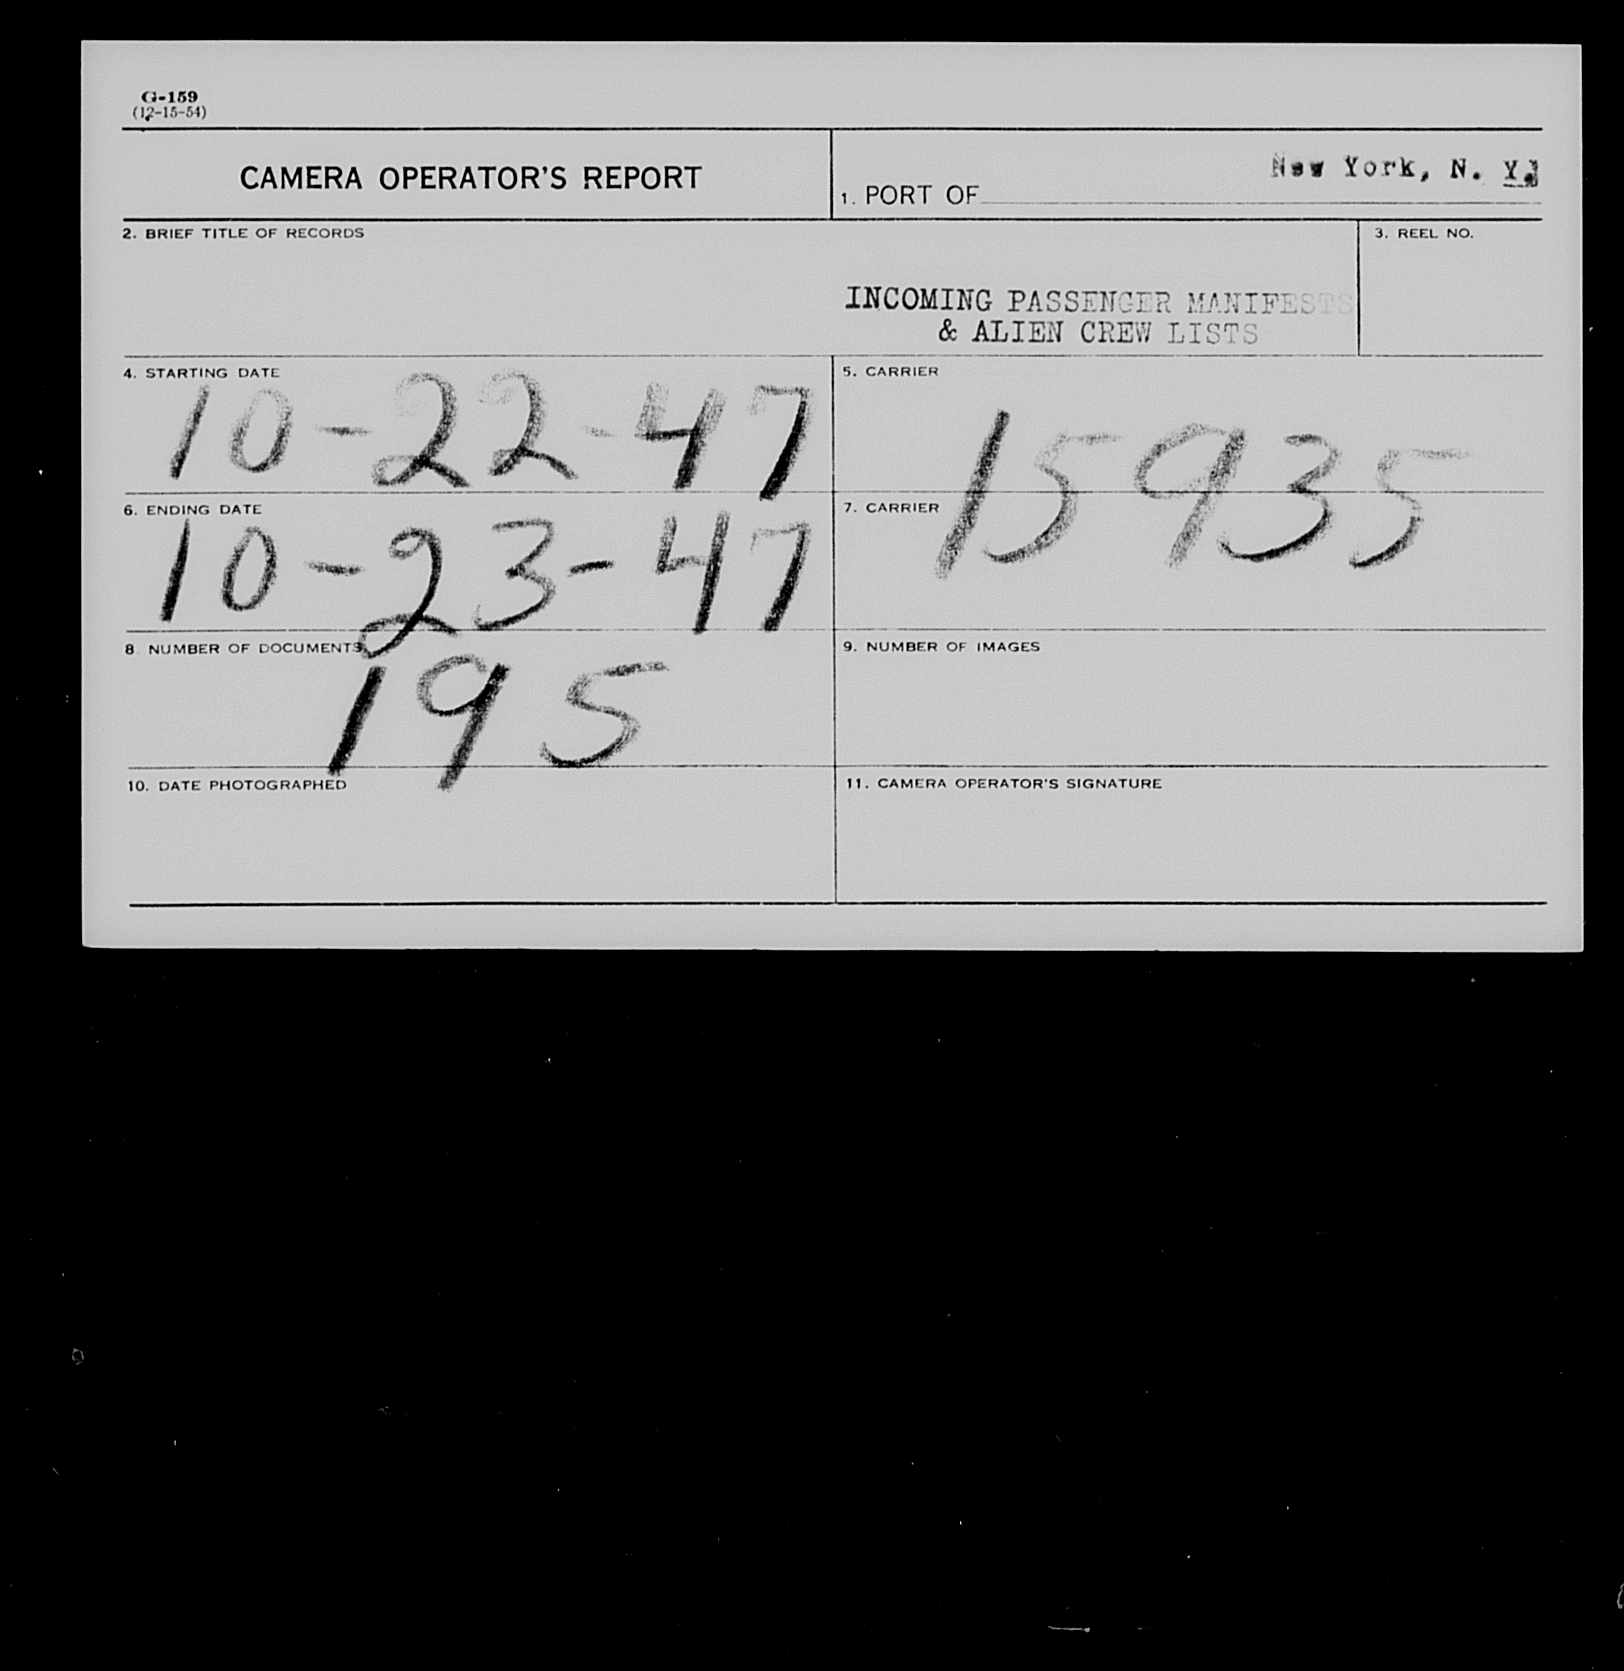 G-159
(12-15-54)
CAMERA OPERATOR'S REPORT
1. PORT OF New York, N. Y.
2. BRIEF TITLE OF RECORDS
3. REEL NO.
INCOMING PASSENGER MANIFESTS
& ALIEN CREW LISTS
4. STARTING DATE
10-22-47
5. CARRIER
15935
6. ENDING DATE
10-23-47
7. CARRIER
8 NUMBER OF DOCUMENTS
195
9. NUMBER OF IMAGES
10. DATE PHOTOGRAPHED
11. CAMERA OPERATOR'S SIGNATURE